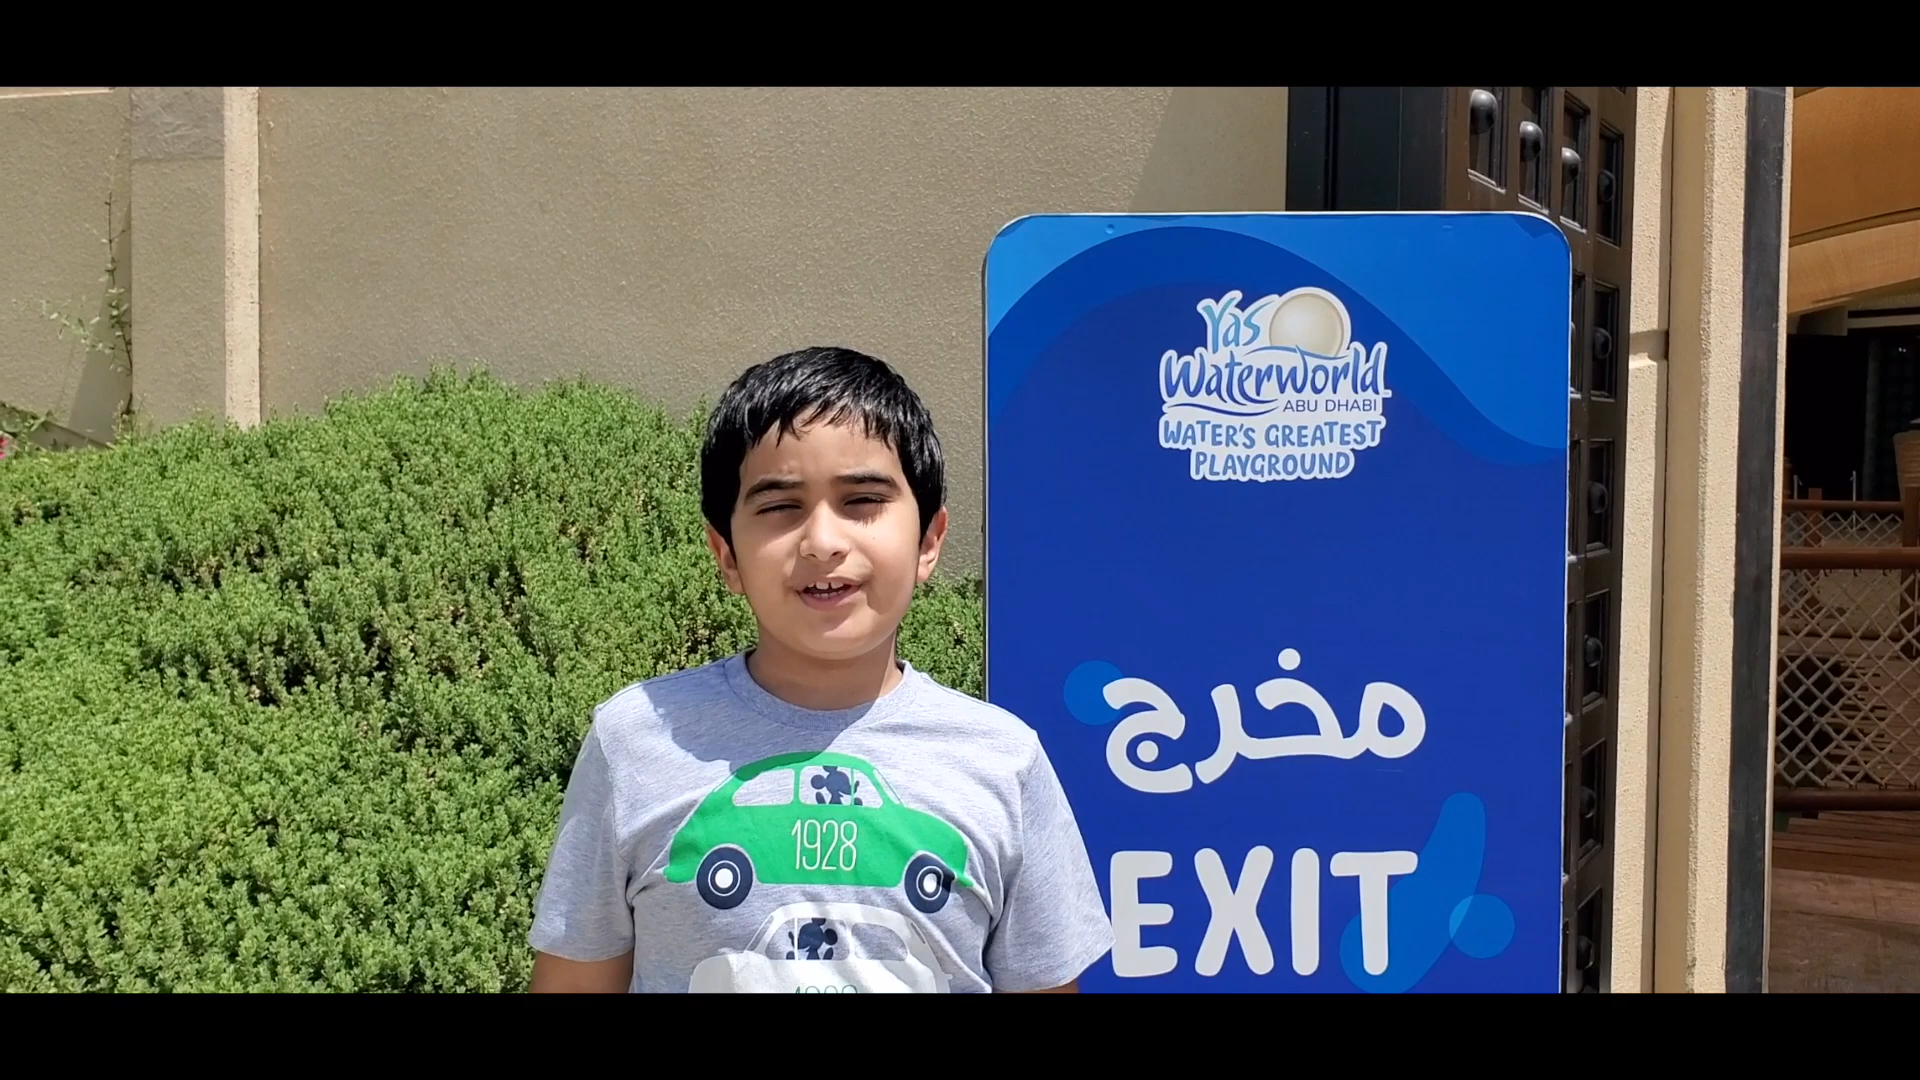 Yas
Waterworld
ABU DHABI
WATER'S GREATEST
PLAYGROUND
مخرج
EXIT
1928